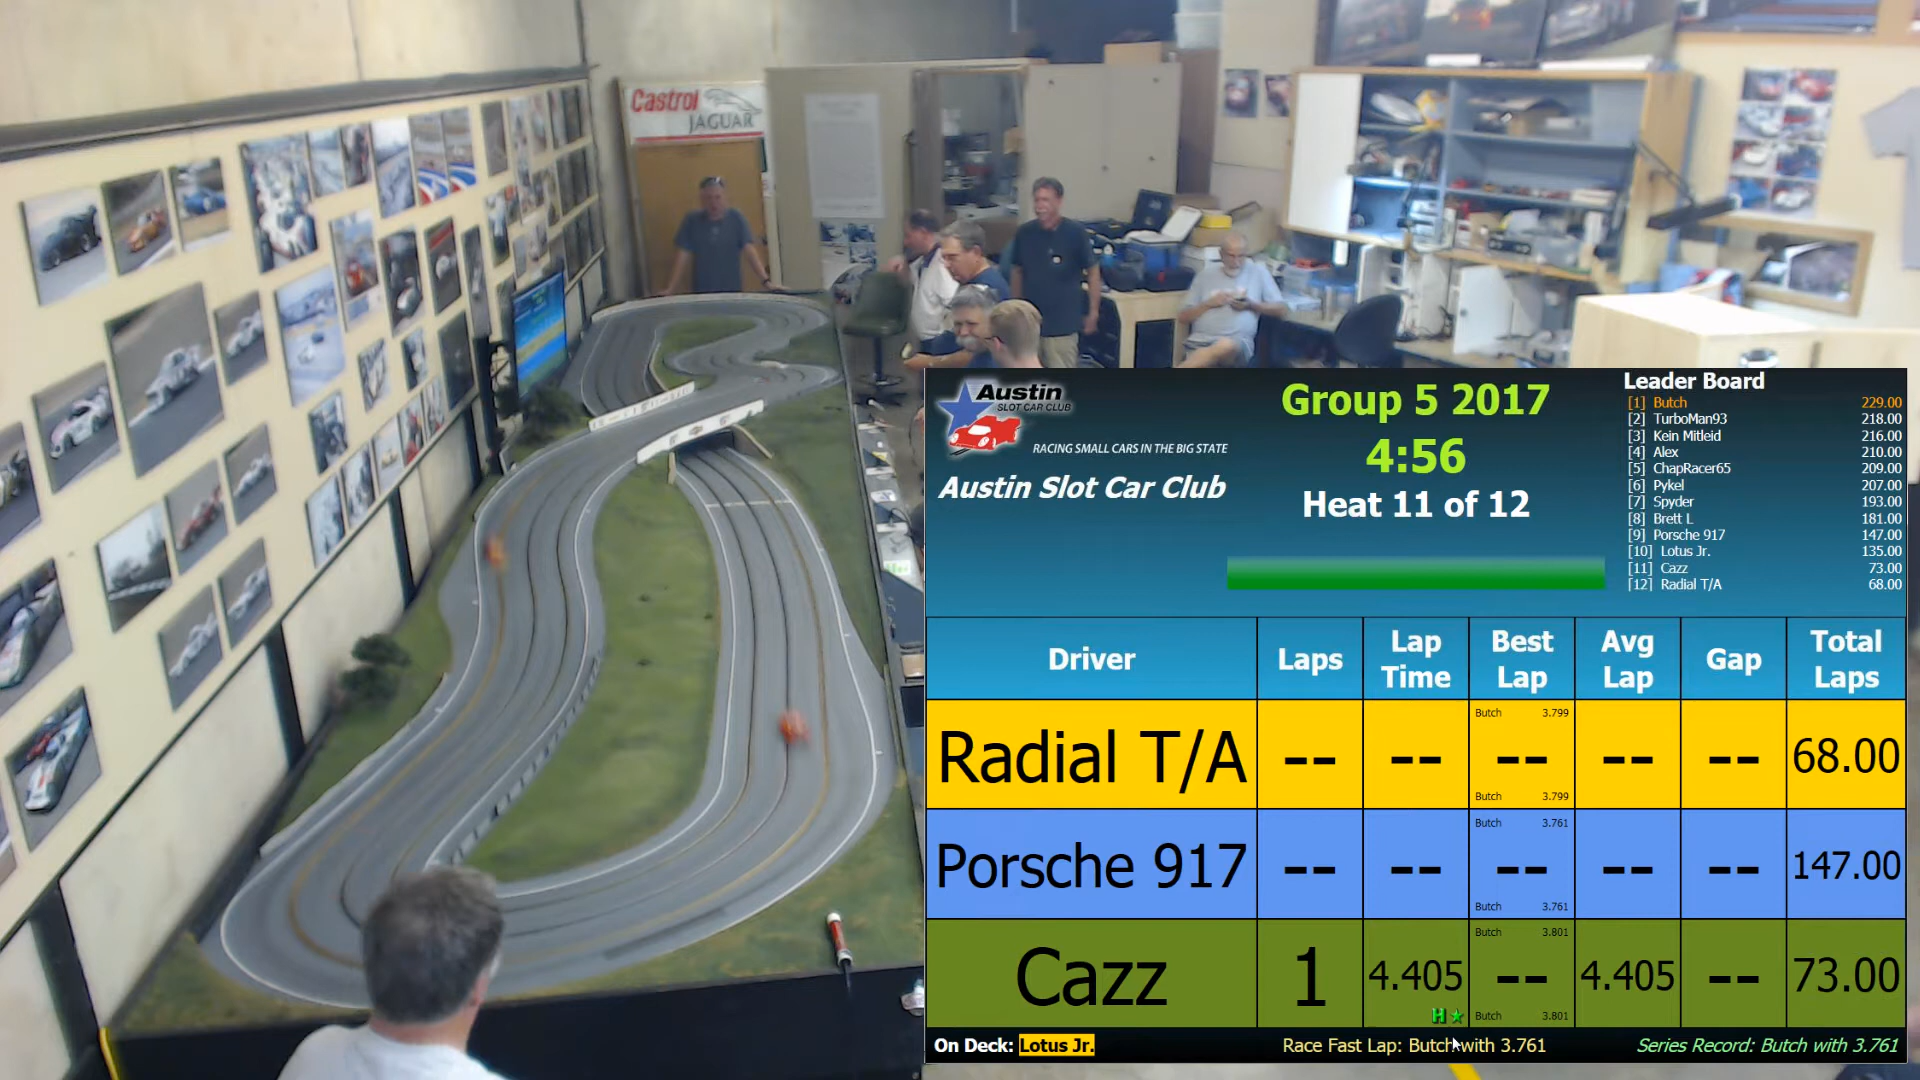 Castrol
JAGUAR
Austin
SLOT CAR CLUB
RACING SMALL CARS IN THE BIG STATE
Austin Slot Car Club
Group 5 2017
4:56
Heat 11 of 12
Leader Board
[1] Butch 229.00
[2] TurboMan93 218.00
[3] Kein Mitleid 216.00
[4] Alex 210.00
[5] ChapRacer65 209.00
[6] Pykel 207.00
[7] Spyder 193.00
[8] Brett L 181.00
[9] Porsche 917 147.00
[10] Lotus Jr. 135.00
[11] Cazz 73.00
[12] Radial T/A 68.00
Driver Laps Lap Time Best Lap Avg Lap Gap Total Laps
Butch 3.799
Radial T/A -- -- -- -- -- 68.00
Butch 3.799
Butch 3.761
Porsche 917 -- -- -- -- -- 147.00
Butch 3.761
Butch 3.801
Cazz 1 4.405 -- 4.405 -- 73.00
H★ Butch 3.801
On Deck: Lotus Jr. Race Fast Lap: Butch with 3.761 Series Record: Butch with 3.761